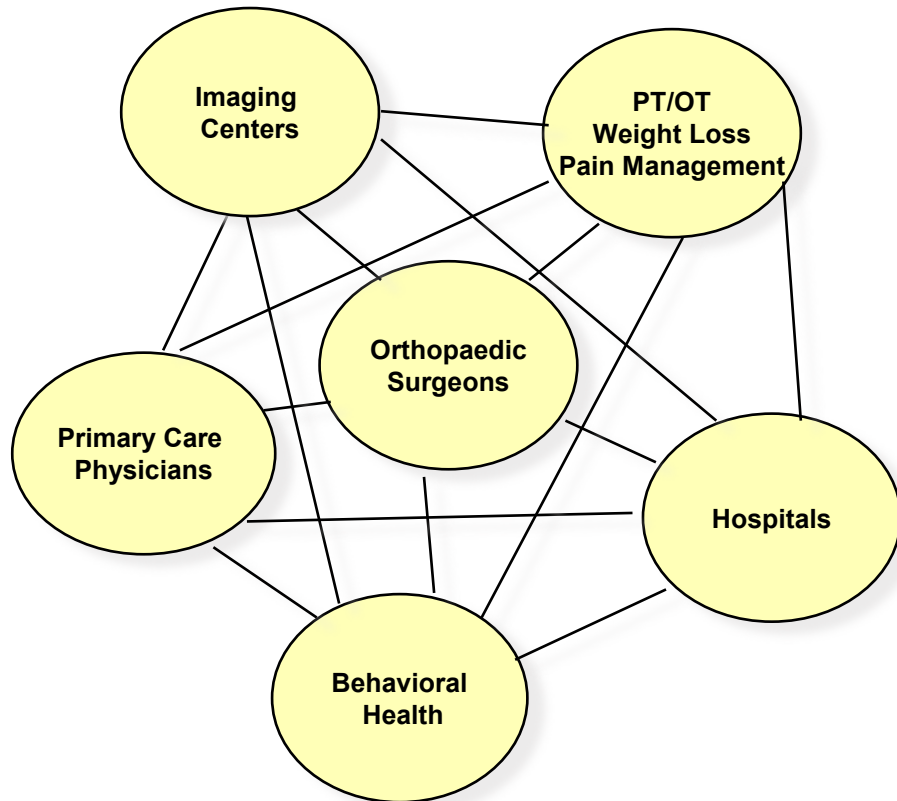 Imaging
Centers
PT/OT
Weight Loss
Pain Management
Orthopaedic
Surgeons
Primary Care
Physicians
Hospitals
Behavioral
Health